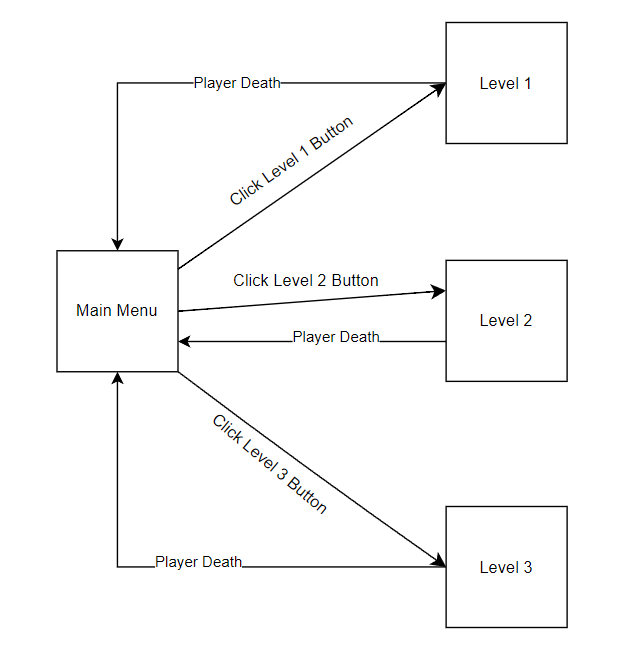 Level 1
Player Death
Click Level 1 Button
Click Level 2 Button
Main Menu
Level 2
Player Death
Click Level 3 Button
Player Death
Level 3